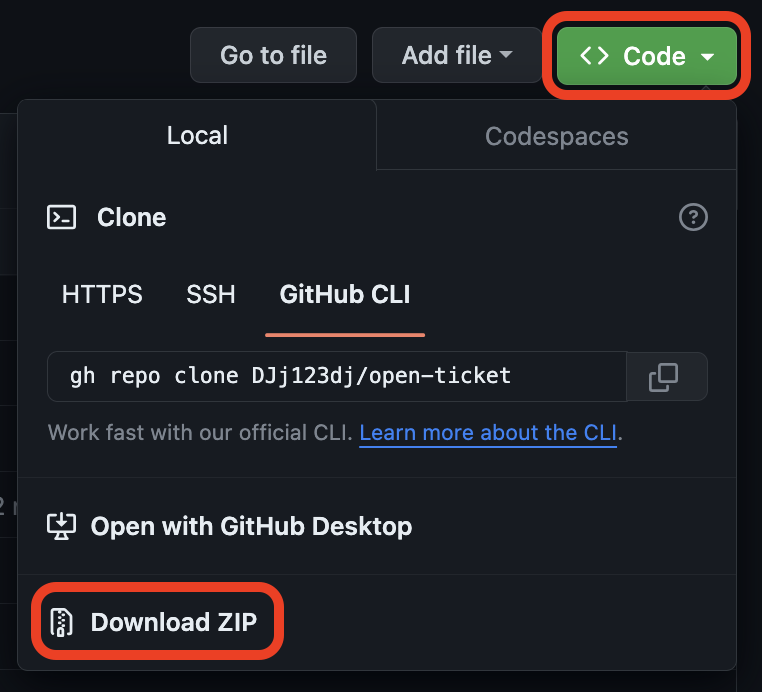 Go to file
Add file
<> Code
Local
Codespaces
Clone
HTTPS
SSH
GitHub CLI
gh repo clone DJj123dj/open-ticket
Work fast with our official CLI. Learn more about the CLI.
Open with GitHub Desktop
Download ZIP